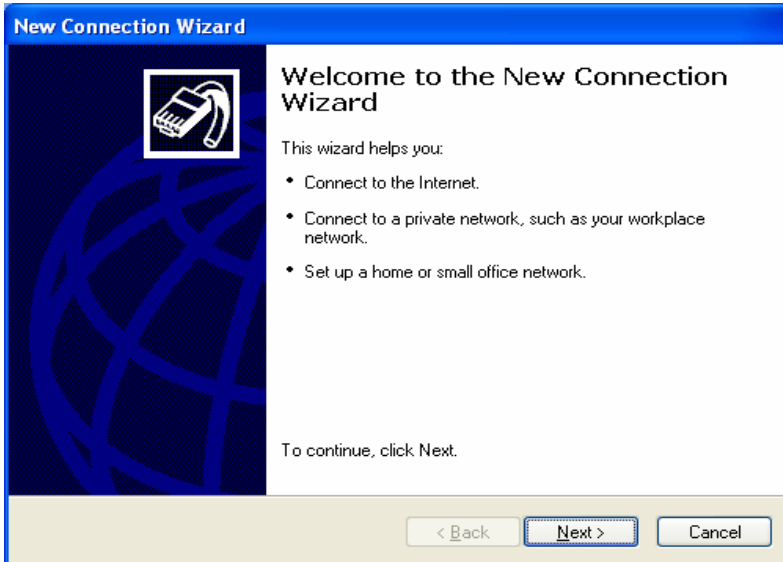 New Connection Wizard
Welcome to the New Connection
Wizard
This wizard helps you:
• Connect to the Internet.
• Connect to a private network, such as your workplace
network.
• Set up a home or small office network.
To continue, click Next.
< Back Next > Cancel